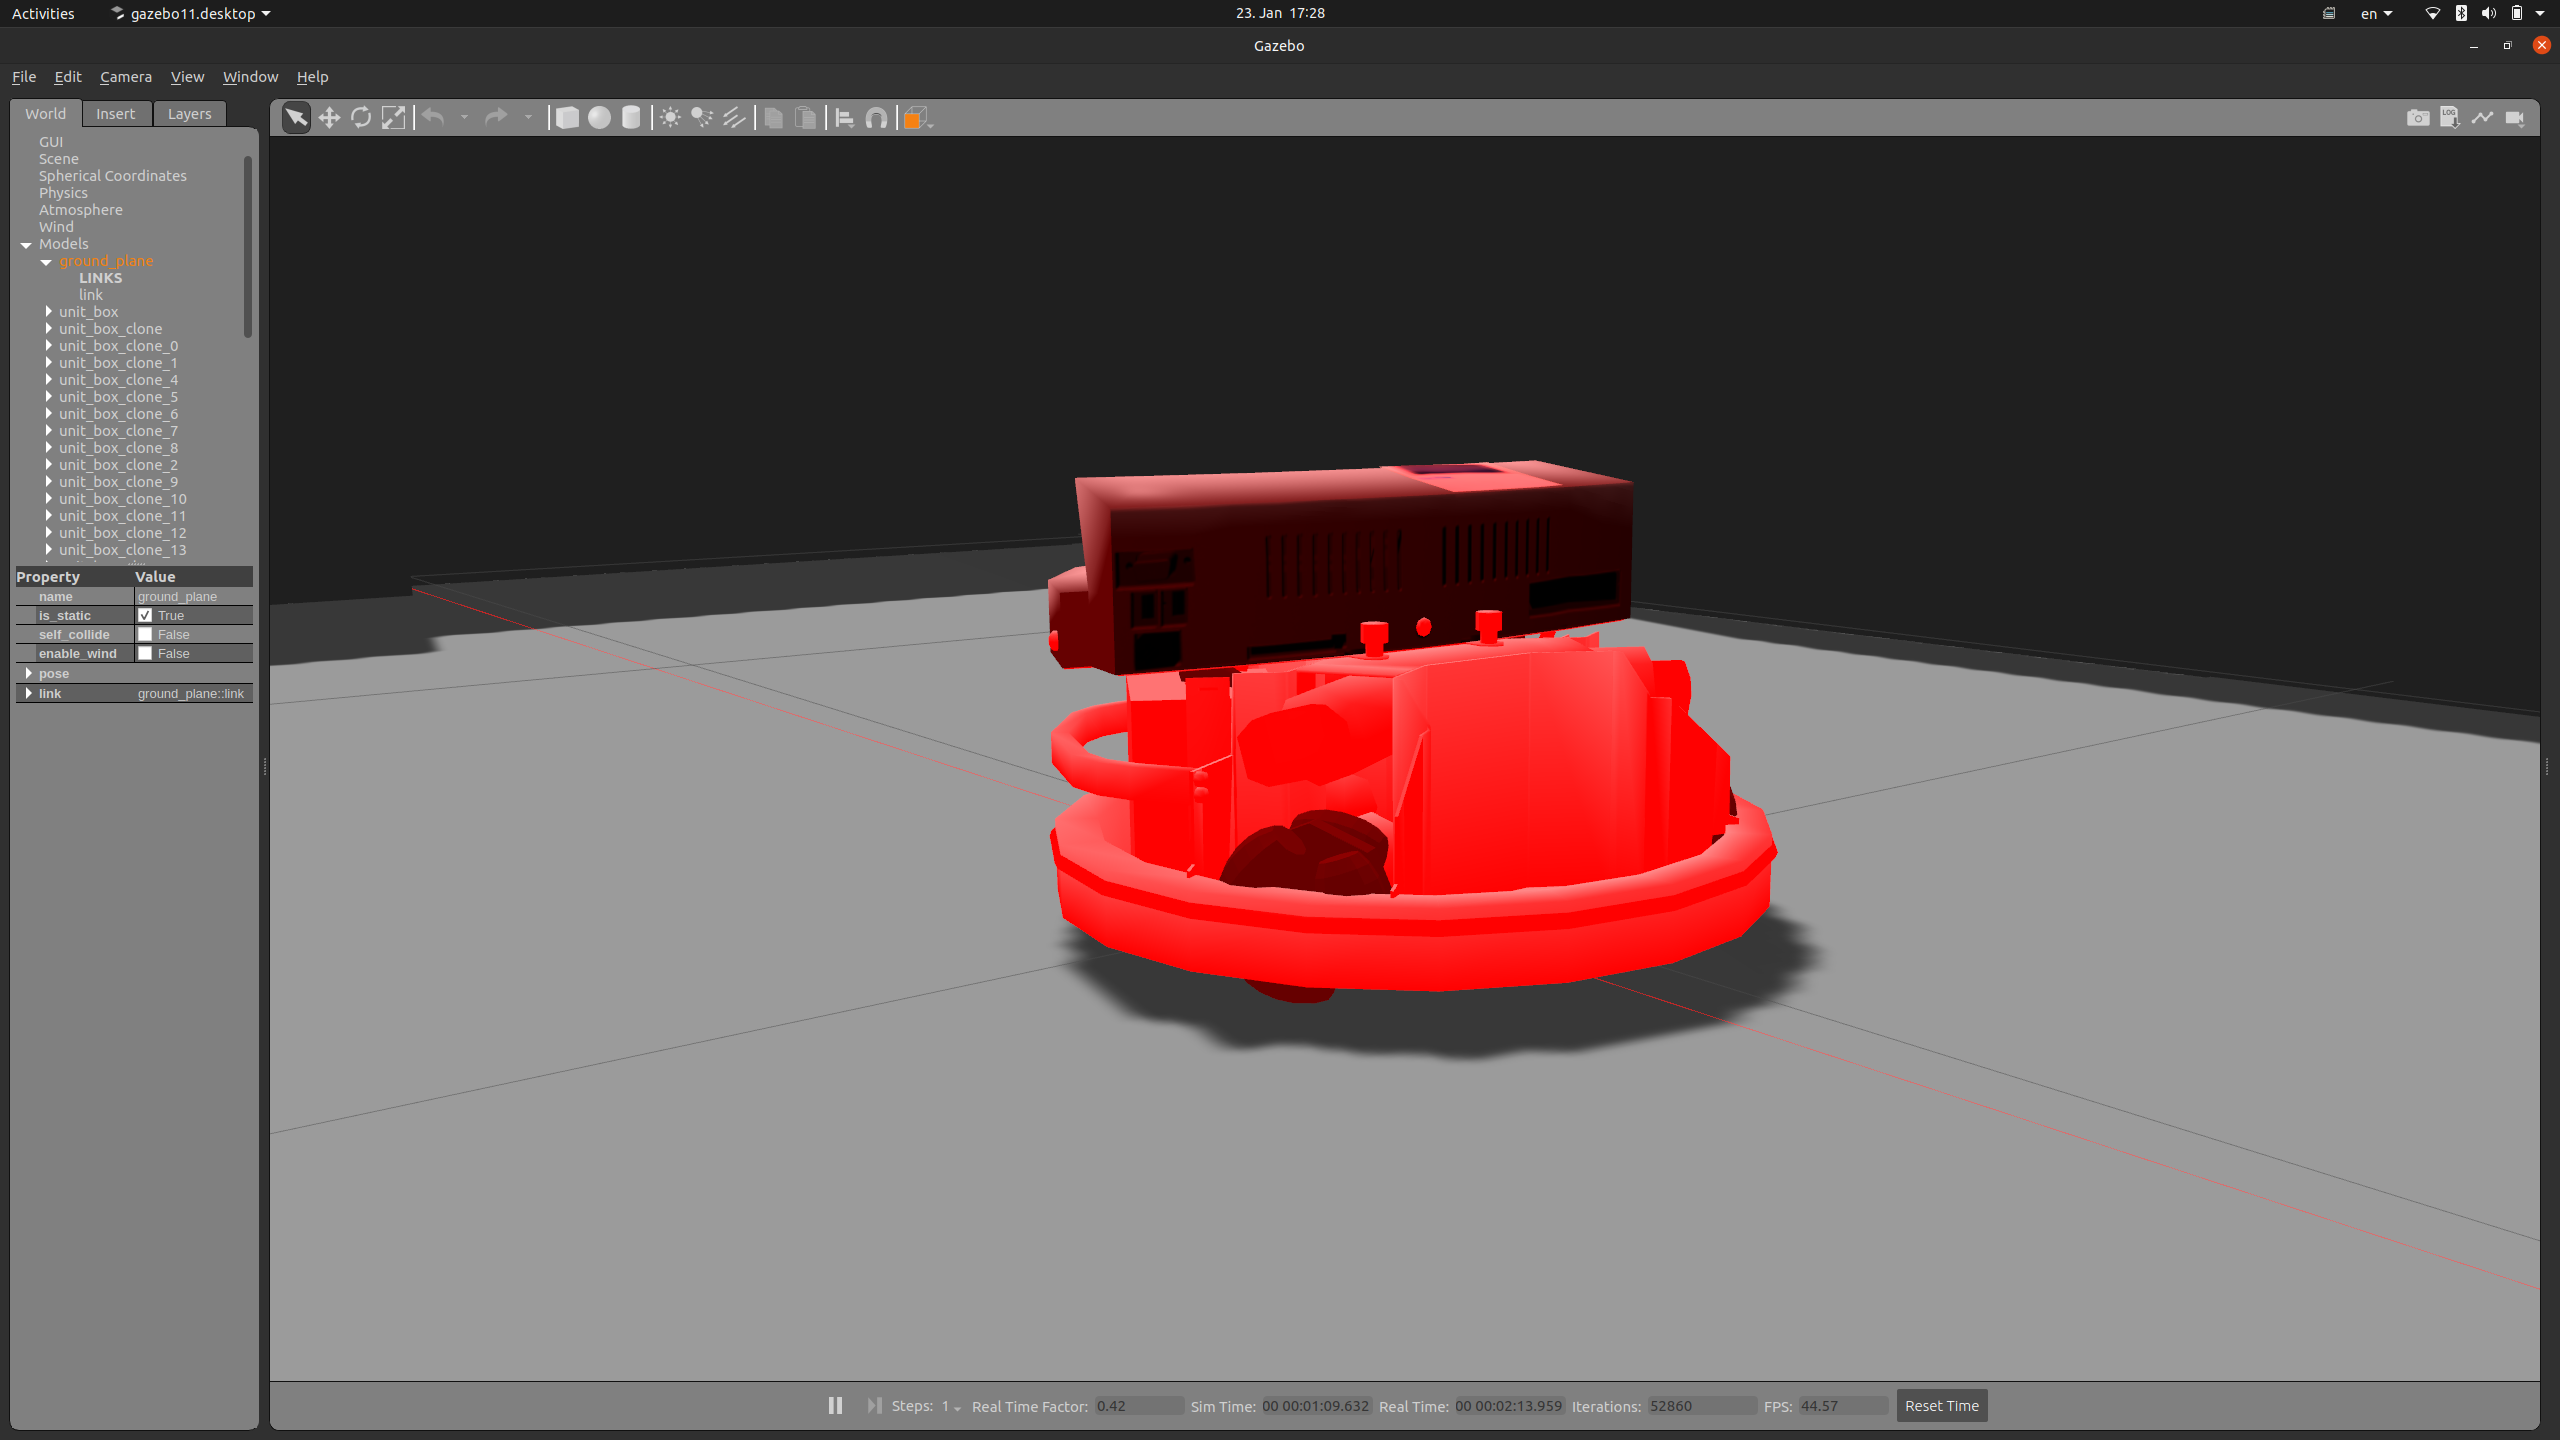 Activities gazebo11.desktop 23. Jan 17:28 en
Gazebo
File Edit Camera View Window Help
World Insert Layers
LOG
GUI
Scene
Spherical Coordinates
Physics
Atmosphere
Wind
Models
ground_plane
LINKS
link
unit_box
unit_box_clone
unit_box_clone_0
unit_box_clone_1
unit_box_clone_4
unit_box_clone_5
unit_box_clone_6
unit_box_clone_7
unit_box_clone_8
unit_box_clone_2
unit_box_clone_9
unit_box_clone_10
unit_box_clone_11
unit_box_clone_12
unit_box_clone_13
Property Value
name ground_plane
is_static True
self_collide False
enable_wind False
pose
link ground_plane::link
Steps: 1 Real Time Factor: 0.42 Sim Time: 00 00:01:09.632 Real Time: 00 00:02:13.959 Iterations: 52860 FPS: 44.57 Reset Time